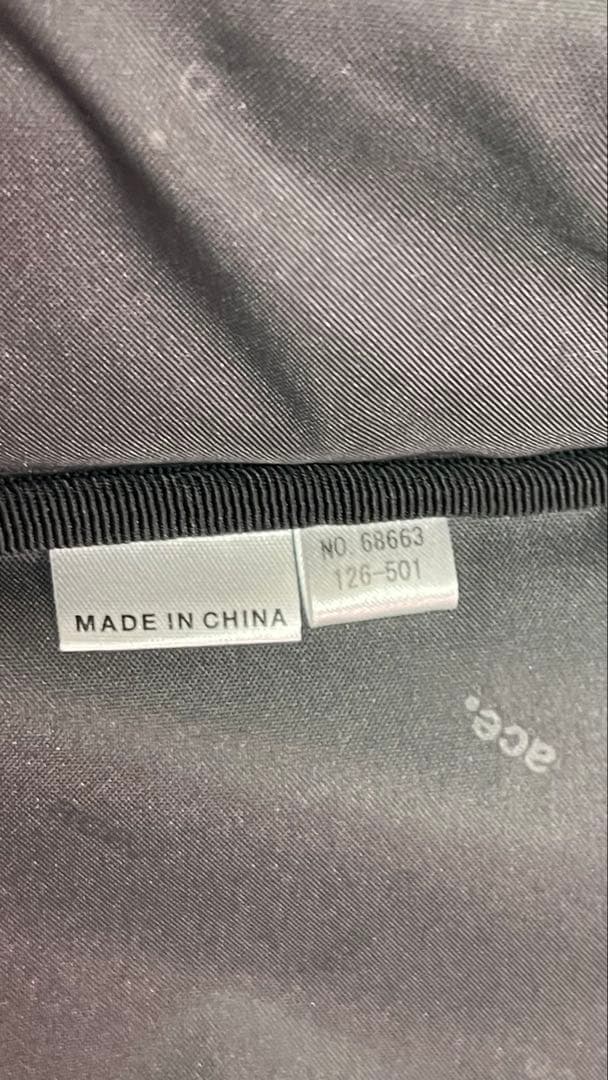 NO. 68663
126-501
MADE IN CHINA
ace.